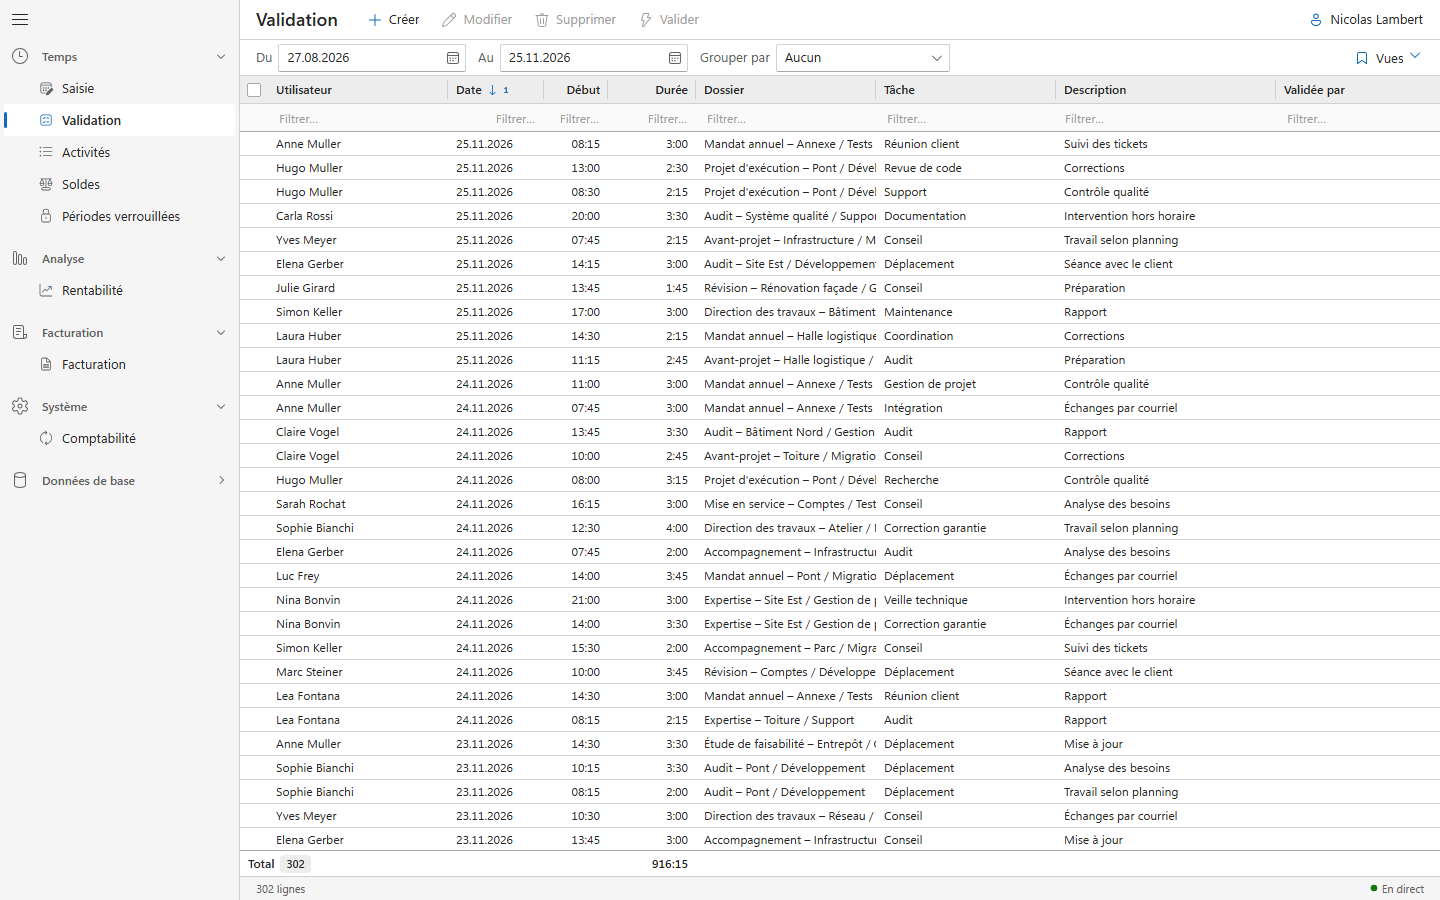 Validation Créer Modifier Supprimer Valider Nicolas Lambert
Du 27.08.2026 Au 25.11.2026 Grouper par Aucun Vues
Temps
Saisie
Validation
Activités
Soldes
Périodes verrouillées
Analyse
Rentabilité
Facturation
Facturation
Système
Comptabilité
Données de base
Utilisateur Date 1 Début Durée Dossier Tâche Description Validée par
Filtrer... Filtrer... Filtrer... Filtrer... Filtrer... Filtrer... Filtrer... Filtrer...
Anne Muller 25.11.2026 08:15 3:00 Mandat annuel – Annexe / Tests Réunion client Suivi des tickets
Hugo Muller 25.11.2026 13:00 2:30 Projet d'exécution – Pont / Dével Revue de code Corrections
Hugo Muller 25.11.2026 08:30 2:15 Projet d'exécution – Pont / Dével Support Contrôle qualité
Carla Rossi 25.11.2026 20:00 3:30 Audit – Système qualité / Suppor Documentation Intervention hors horaire
Yves Meyer 25.11.2026 07:45 2:15 Avant-projet – Infrastructure / M Conseil Travail selon planning
Elena Gerber 25.11.2026 14:15 3:00 Audit – Site Est / Développement Déplacement Séance avec le client
Julie Girard 25.11.2026 13:45 1:45 Révision – Rénovation façade / G Conseil Préparation
Simon Keller 25.11.2026 17:00 3:00 Direction des travaux – Bâtiment Maintenance Rapport
Laura Huber 25.11.2026 14:30 2:15 Mandat annuel – Halle logistique Coordination Corrections
Laura Huber 25.11.2026 11:15 2:45 Avant-projet – Halle logistique / Audit Préparation
Anne Muller 24.11.2026 11:00 3:00 Mandat annuel – Annexe / Tests Gestion de projet Contrôle qualité
Anne Muller 24.11.2026 07:45 3:00 Mandat annuel – Annexe / Tests Intégration Échanges par courriel
Claire Vogel 24.11.2026 13:45 3:30 Audit – Bâtiment Nord / Gestion Audit Rapport
Claire Vogel 24.11.2026 10:00 2:45 Avant-projet – Toiture / Migratio Conseil Corrections
Hugo Muller 24.11.2026 08:00 3:15 Projet d'exécution – Pont / Dével Recherche Contrôle qualité
Sarah Rochat 24.11.2026 16:15 3:00 Mise en service – Comptes / Test Conseil Analyse des besoins
Sophie Bianchi 24.11.2026 12:30 4:00 Direction des travaux – Atelier / Correction garantie Travail selon planning
Elena Gerber 24.11.2026 07:45 2:00 Accompagnement – Infrastructu Audit Analyse des besoins
Luc Frey 24.11.2026 14:00 3:45 Mandat annuel – Pont / Migratio Déplacement Échanges par courriel
Nina Bonvin 24.11.2026 21:00 3:00 Expertise – Site Est / Gestion de Veille technique Intervention hors horaire
Nina Bonvin 24.11.2026 14:00 3:30 Expertise – Site Est / Gestion de Correction garantie Échanges par courriel
Simon Keller 24.11.2026 15:30 2:00 Accompagnement – Parc / Migra Conseil Suivi des tickets
Marc Steiner 24.11.2026 10:00 3:45 Révision – Comptes / Développe Déplacement Séance avec le client
Lea Fontana 24.11.2026 14:30 3:00 Mandat annuel – Annexe / Tests Réunion client Rapport
Lea Fontana 24.11.2026 08:15 2:15 Expertise – Toiture / Support Audit Rapport
Anne Muller 23.11.2026 14:30 3:30 Étude de faisabilité – Entrepôt / Déplacement Mise à jour
Sophie Bianchi 23.11.2026 10:15 3:30 Audit – Pont / Développement Déplacement Analyse des besoins
Sophie Bianchi 23.11.2026 08:15 2:00 Audit – Pont / Développement Déplacement Travail selon planning
Yves Meyer 23.11.2026 10:30 3:00 Direction des travaux – Réseau / Conseil Échanges par courriel
Elena Gerber 23.11.2026 13:45 3:00 Accompagnement – Infrastructu Conseil Mise à jour
Total 302 916:15
302 lignes En direct